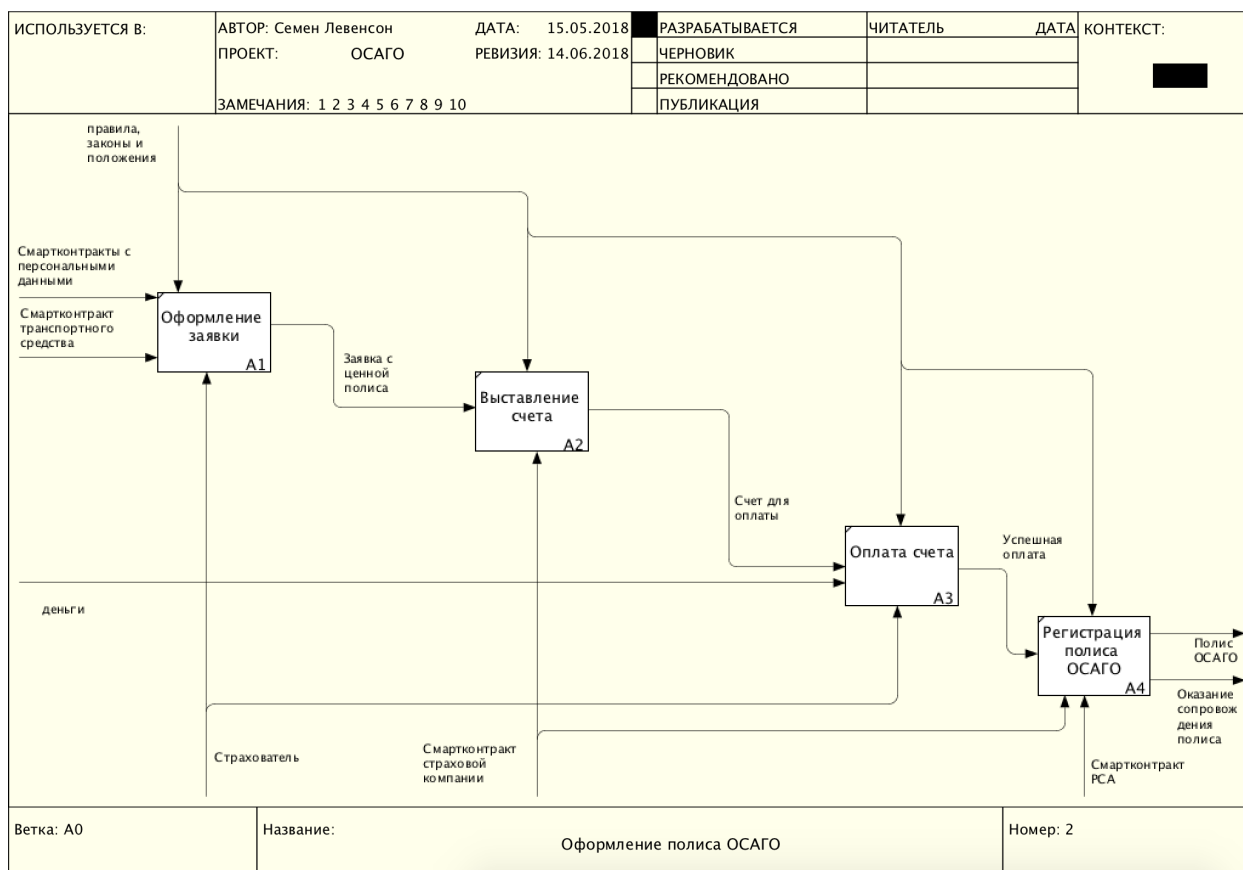 ИСПОЛЬЗУЕТСЯ В:
АВТОР: Семен Левенсон
ДАТА: 15.05.2018
ПРОЕКТ: ОСАГО
РЕВИЗИЯ: 14.06.2018
ЗАМЕЧАНИЯ: 1 2 3 4 5 6 7 8 9 10
РАЗРАБАТЫВАЕТСЯ
ЧЕРНОВИК
РЕКОМЕНДОВАНО
ПУБЛИКАЦИЯ
ЧИТАТЕЛЬ
ДАТА
КОНТЕКСТ:
правила,
законы и
положения
Смартконтракты с
персональными
данными
Смартконтракт
транспортного
средства
Оформление
заявки
A1
Заявка с
ценной
полиса
Выставление
счета
A2
Счет для
оплаты
Оплата счета
A3
деньги
Успешная
оплата
Регистрация
полиса
ОСАГО
A4
Полис
ОСАГО
Оказание
сопровож
дения
полиса
Страхователь
Смартконтракт
страховой
компании
Смартконтракт
РСА
Ветка: A0
Название:
Оформление полиса ОСАГО
Номер: 2